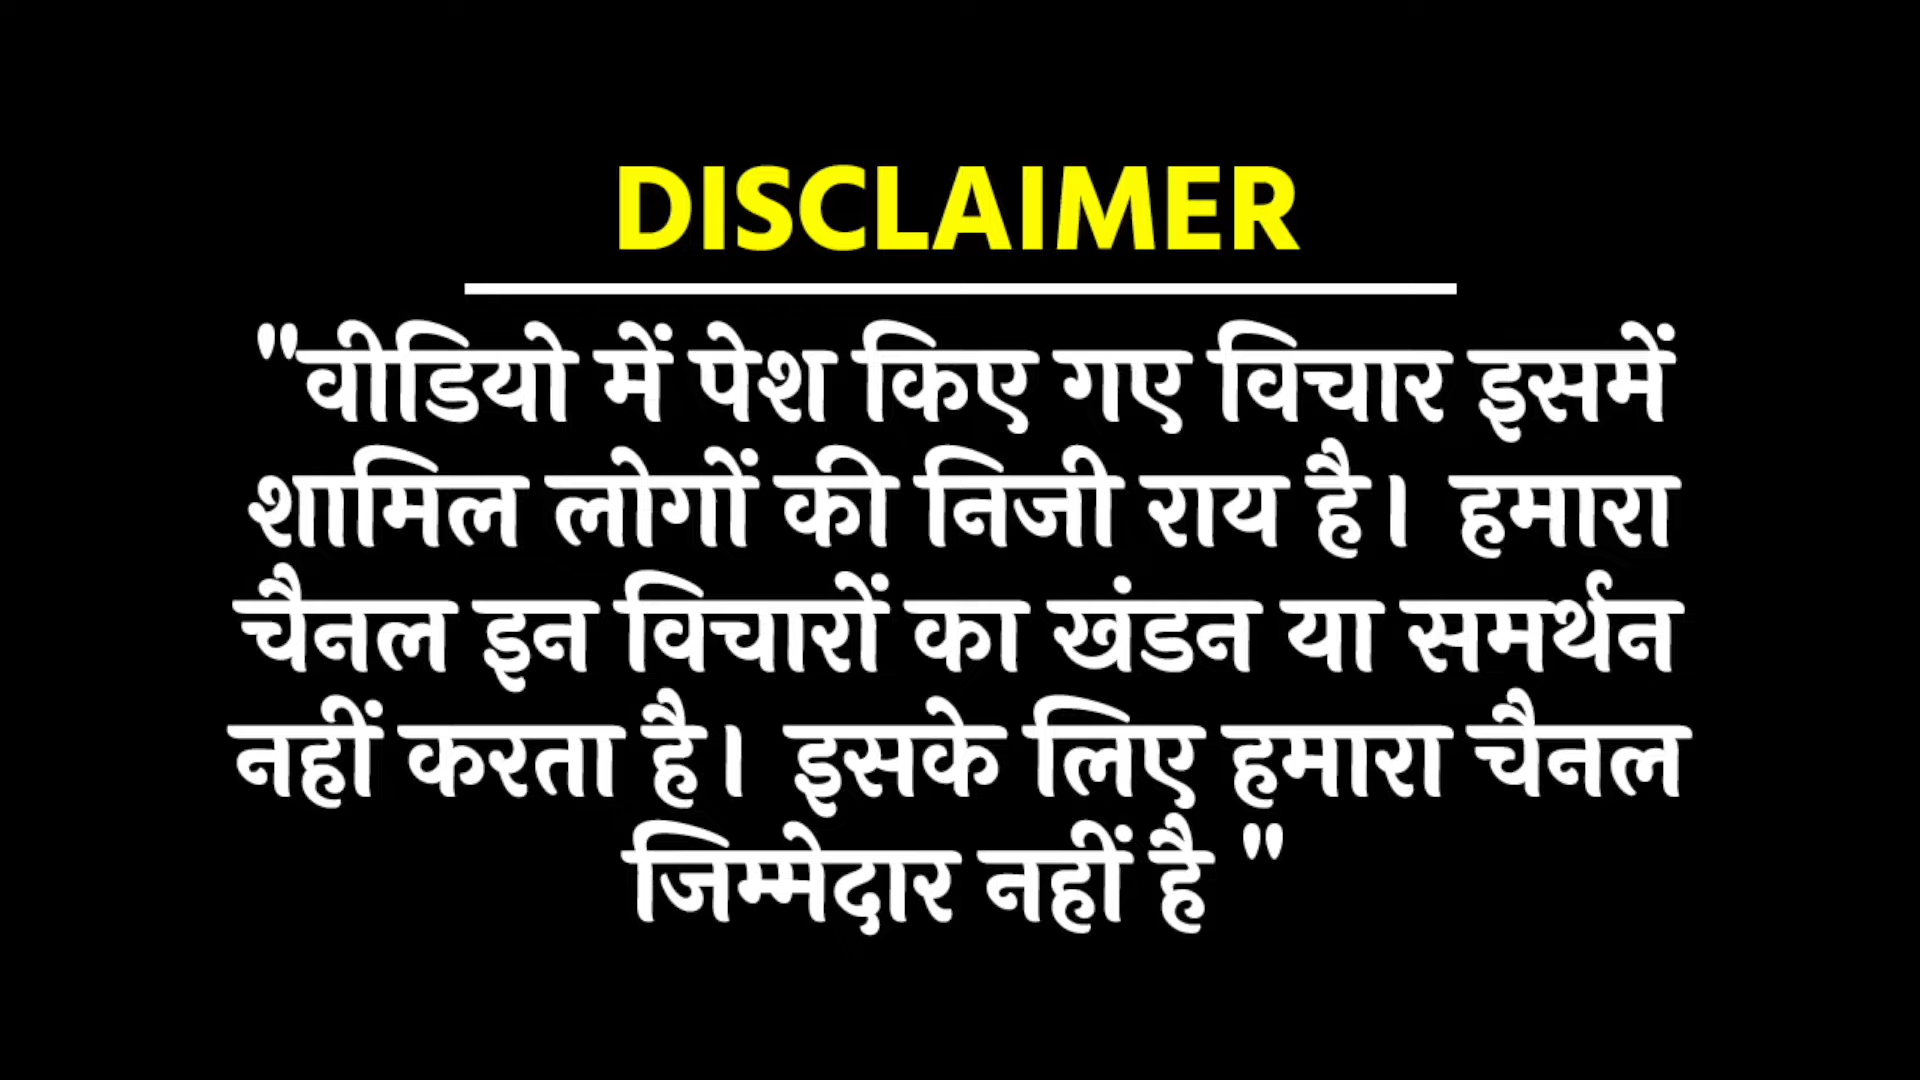 DISCLAIMER
"वीडियो में पेश किए गए विचार इसमें
शामिल लोगों की निजी राय है। हमारा
चैनल इन विचारों का खंडन या समर्थन
नहीं करता है। इसके लिए हमारा चैनल
जिम्मेदार नहीं है "